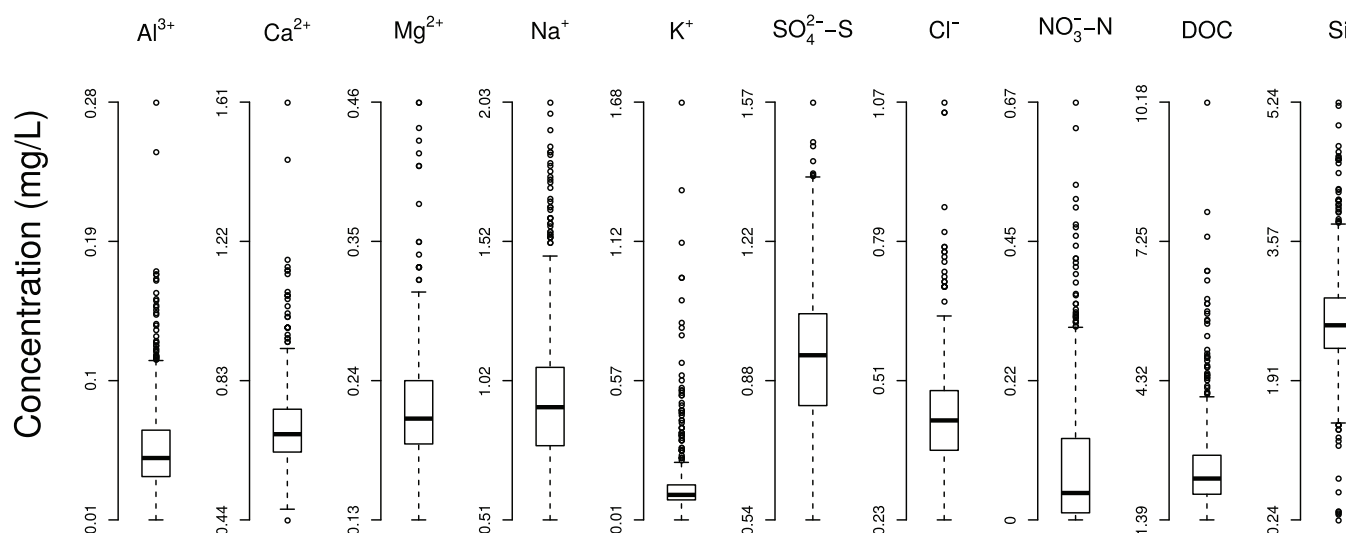 Al³⁺ Ca²⁺ Mg²⁺ Na⁺ K⁺ SO₄²⁻–S Cl⁻ NO₃⁻–N DOC Si
Concentration (mg/L)
0.28 1.61 0.46 2.03 1.68 1.57 1.07 0.67 10.18 5.24
0.19 1.22 0.35 1.52 1.12 1.22 0.79 0.45 7.25 3.57
0.1 0.83 0.24 1.02 0.57 0.88 0.51 0.22 4.32 1.91
0.01 0.44 0.13 0.51 0.01 0.54 0.23 0 1.39 0.24